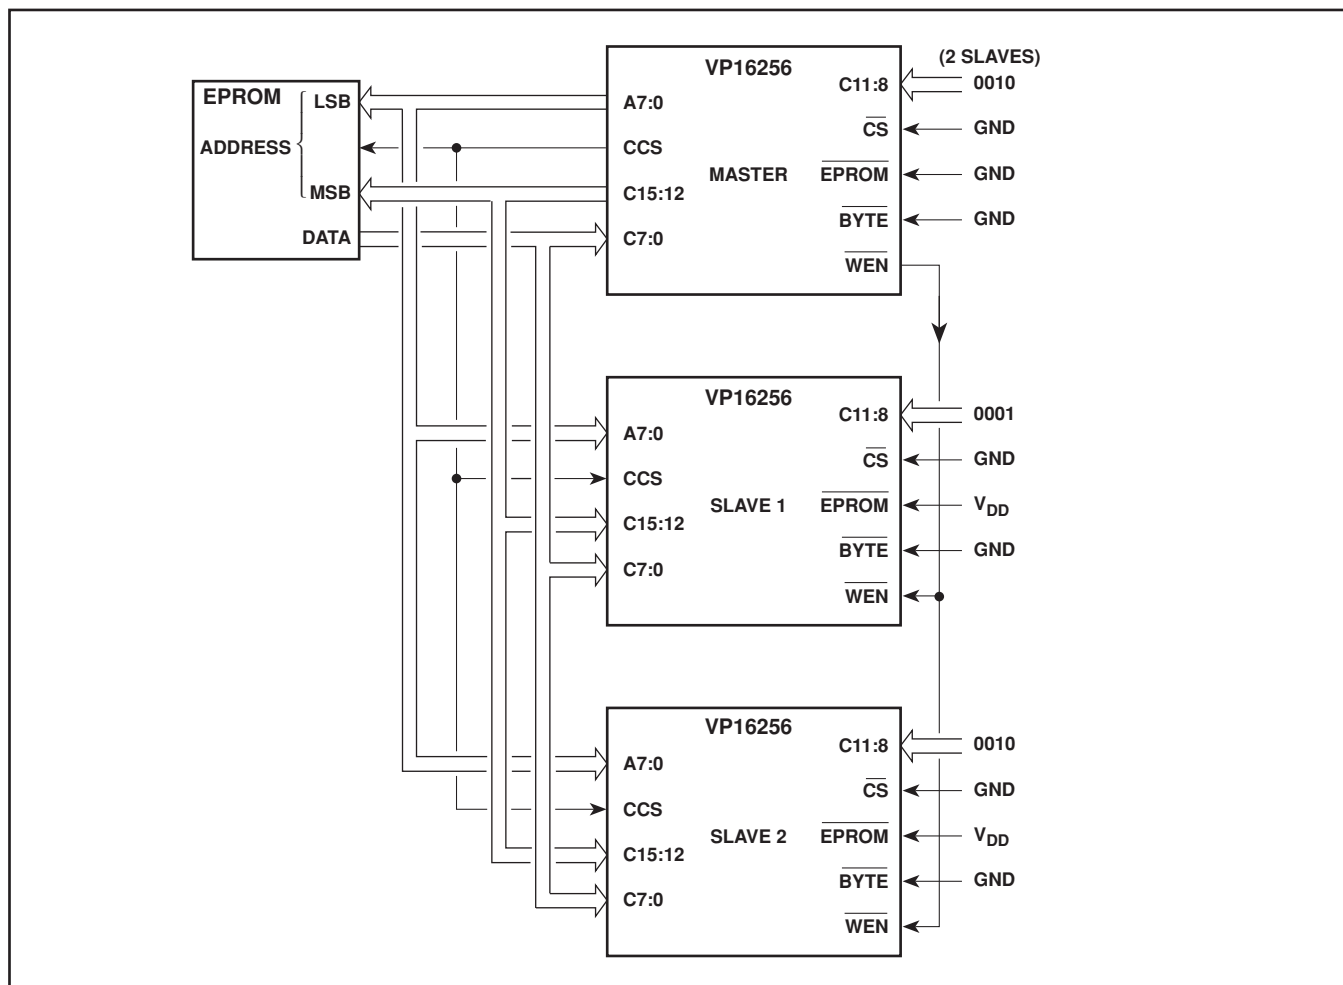 EPROM
ADDRESS
LSB
MSB
DATA
VP16256
MASTER
A7:0
CCS
C15:12
C7:0
C11:8
CS
EPROM
BYTE
WEN
(2 SLAVES)
0010
GND
GND
GND
VP16256
SLAVE 1
A7:0
CCS
C15:12
C7:0
C11:8
CS
EPROM
BYTE
WEN
0001
GND
VDD
GND
VP16256
SLAVE 2
A7:0
CCS
C15:12
C7:0
C11:8
CS
EPROM
BYTE
WEN
0010
GND
VDD
GND